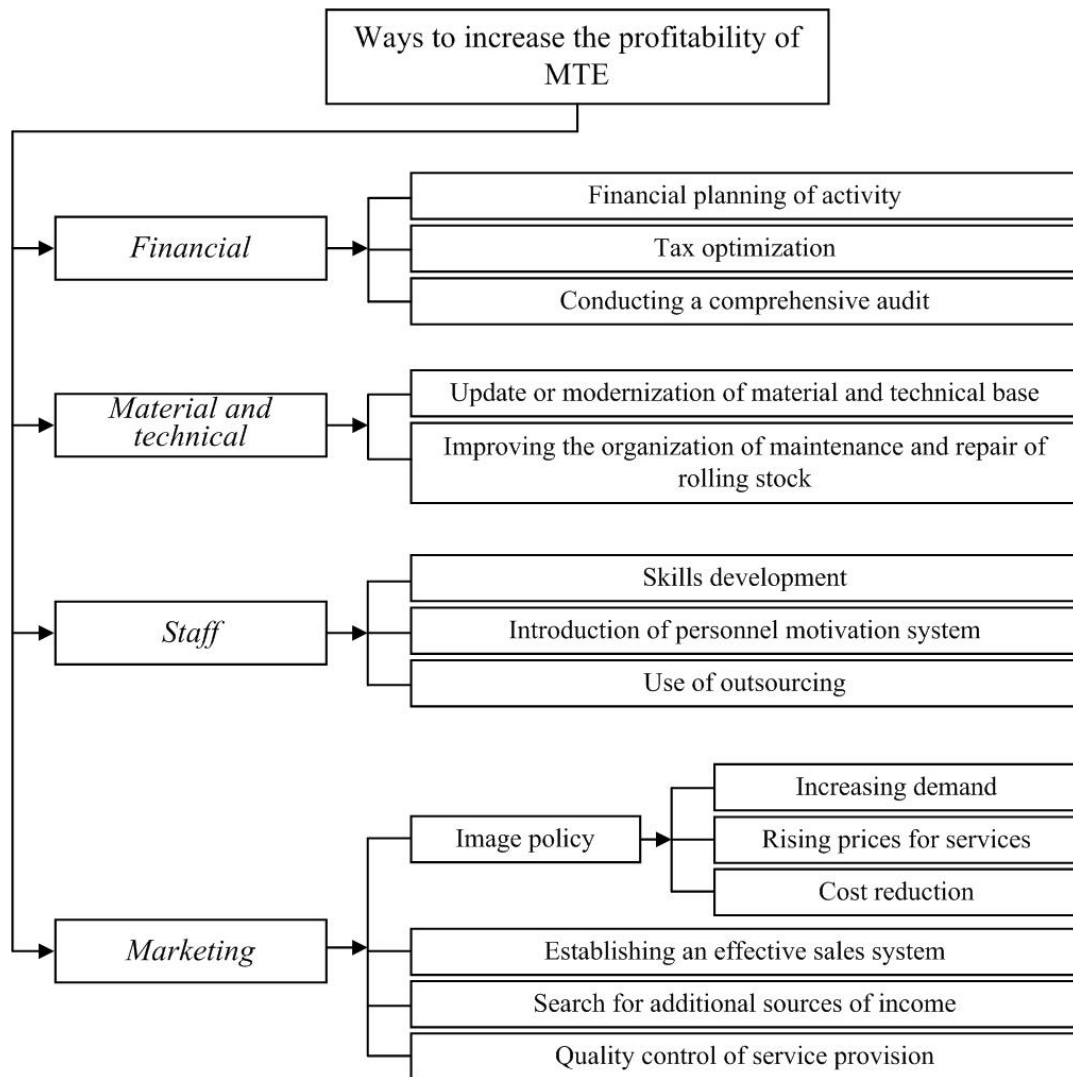 Ways to increase the profitability of
MTE
Financial
Financial planning of activity
Tax optimization
Conducting a comprehensive audit
Material and
technical
Update or modernization of material and technical base
Improving the organization of maintenance and repair of
rolling stock
Staff
Skills development
Introduction of personnel motivation system
Use of outsourcing
Marketing
Image policy
Increasing demand
Rising prices for services
Cost reduction
Establishing an effective sales system
Search for additional sources of income
Quality control of service provision